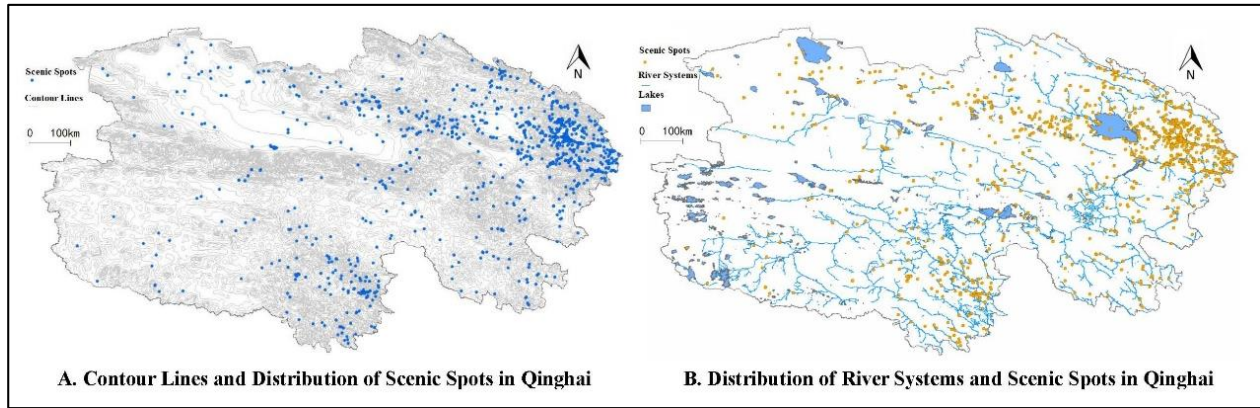 N
Scenic Spots
Contour Lines
0 100km
A. Contour Lines and Distribution of Scenic Spots in Qinghai
N
Scenic Spots
River Systems
Lakes
0 100km
B. Distribution of River Systems and Scenic Spots in Qinghai